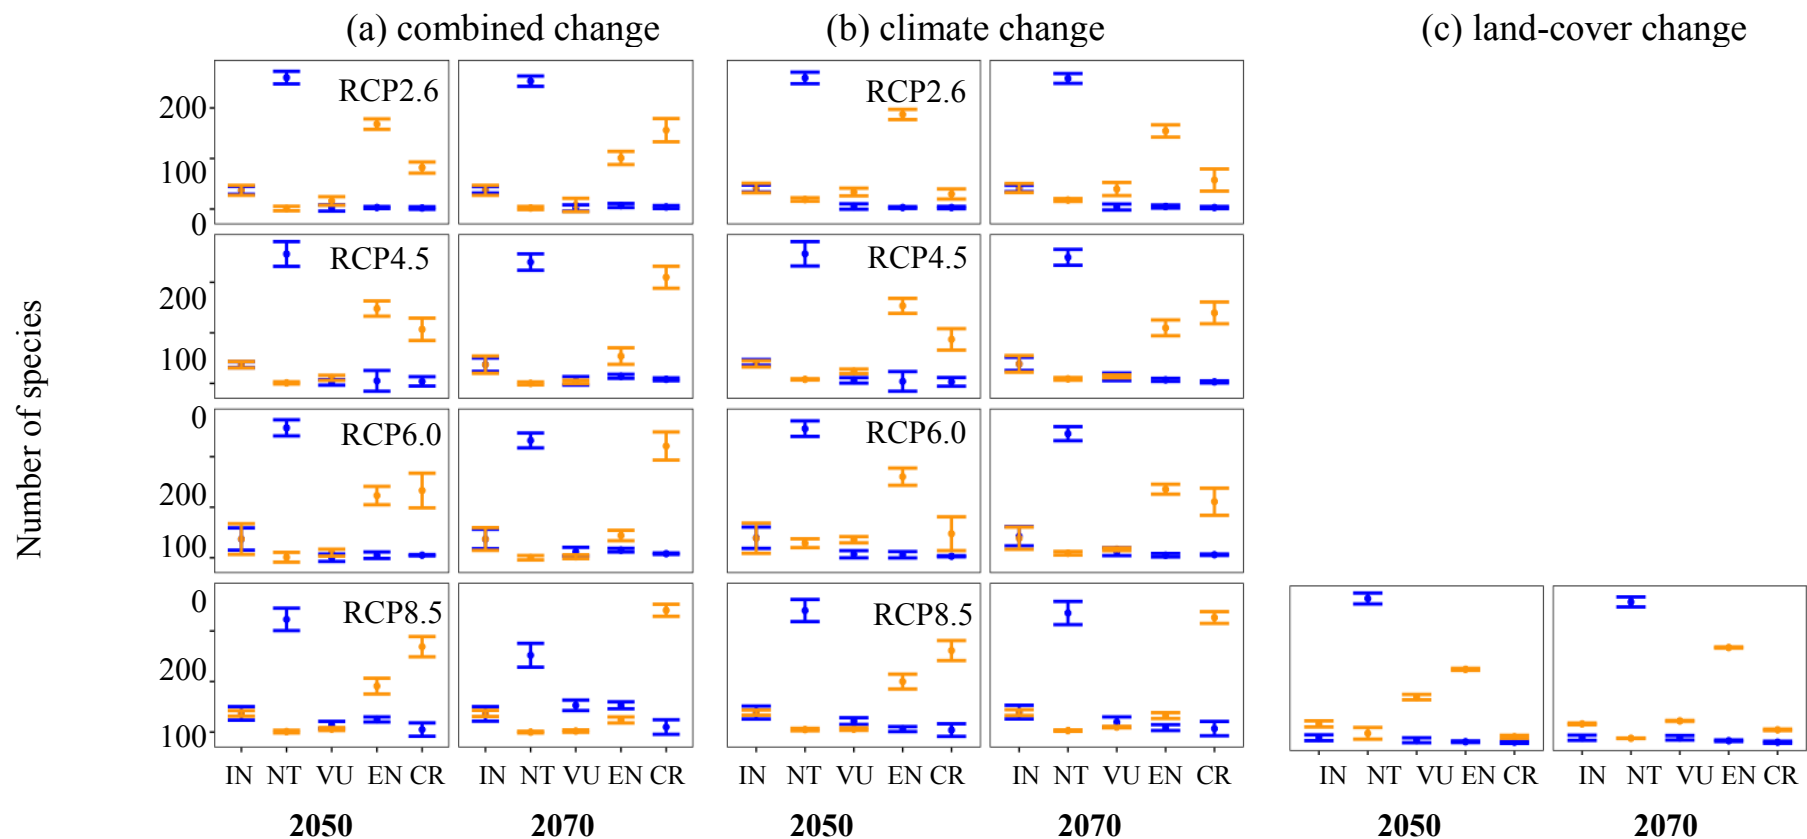 (a) combined change (b) climate change (c) land-cover change
RCP2.6 RCP2.6
200
100
0
RCP4.5 RCP4.5
200
100
0
RCP6.0 RCP6.0
200
100
0
RCP8.5 RCP8.5
200
100
Number of species
IN NT VU EN CR IN NT VU EN CR IN NT VU EN CR IN NT VU EN CR IN NT VU EN CR IN NT VU EN CR
2050 2070 2050 2070 2050 2070